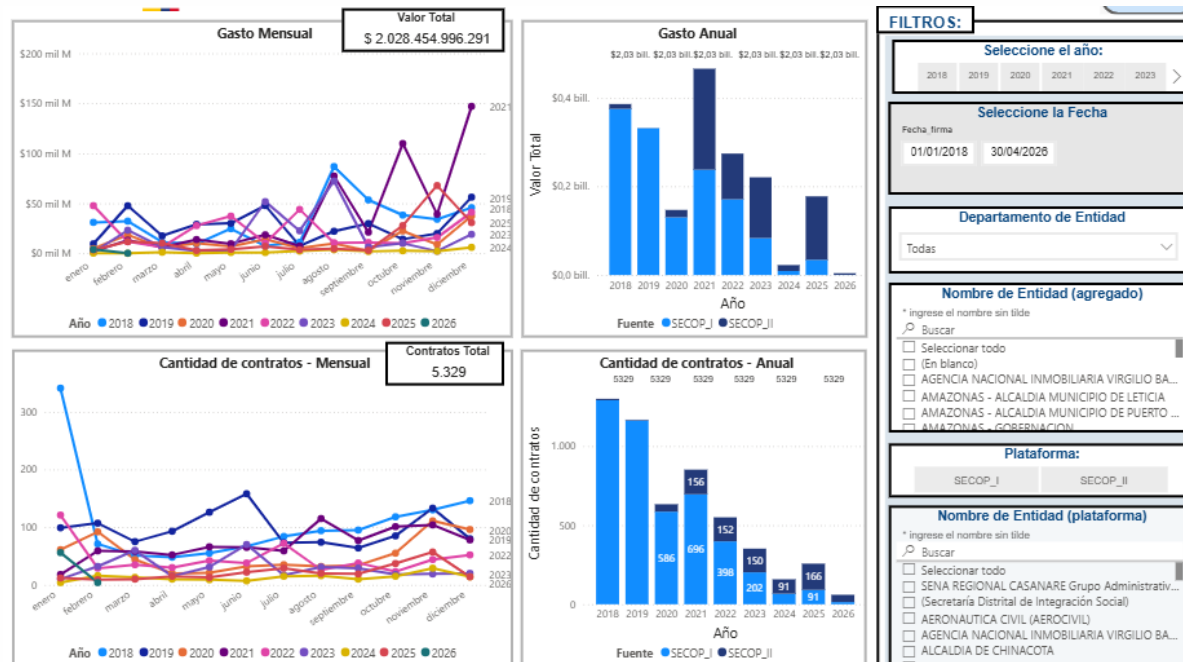 Gasto Mensual
Valor Total
$ 2.028.454.996.291
$200 mil M
$150 mil M
$100 mil M
$50 mil M
$0 mil M
2021
2019
2018
2025
2023
2024
enero
febrero
marzo
abril
mayo
junio
julio
agosto
septiembre
octubre
noviembre
diciembre
Año 2018 2019 2020 2021 2022 2023 2024 2025 2026
Gasto Anual
$2,03 bill. $2,03 bill. $2,03 bill. $2,03 bill. $2,03 bill. $2,03 bill.
Valor Total
$0,4 bill.
$0,2 bill.
$0,0 bill.
2018 2019 2020 2021 2022 2023 2024 2025 2026
Año
Fuente SECOP_I SECOP_II
Cantidad de contratos - Mensual
Contratos Total
5.329
300
200
100
0
2018
2020
2019
2022
2023
2026
enero
febrero
marzo
abril
mayo
junio
julio
agosto
septiembre
octubre
noviembre
diciembre
Año 2018 2019 2020 2021 2022 2023 2024 2025 2026
Cantidad de contratos - Anual
5329 5329 5329 5329 5329 5329
Cantidad de contratos
1.000
500
0
586
156
696
152
398
150
202
91
166
91
2018 2019 2020 2021 2022 2023 2024 2025 2026
Año
Fuente SECOP_I SECOP_II
FILTROS:
Seleccione el año:
2018 2019 2020 2021 2022 2023
Seleccione la Fecha
Fecha_firma
01/01/2018 30/04/2026
Departamento de Entidad
Todas
Nombre de Entidad (agregado)
* ingrese el nombre sin tilde
Buscar
Seleccionar todo
(En blanco)
AGENCIA NACIONAL INMOBILIARIA VIRGILIO BA...
AMAZONAS - ALCALDIA MUNICIPIO DE LETICIA
AMAZONAS - ALCALDIA MUNICIPIO DE PUERTO ...
AMAZONAS - GOBERNACION
Plataforma:
SECOP_I SECOP_II
Nombre de Entidad (plataforma)
* ingrese el nombre sin tilde
Buscar
Seleccionar todo
SENA REGIONAL CASANARE Grupo Administrativ...
(Secretaría Distrital de Integración Social)
AERONAUTICA CIVIL (AEROCIVIL)
AGENCIA NACIONAL INMOBILIARIA VIRGILIO BA...
ALCALDIA DE CHINACOTA